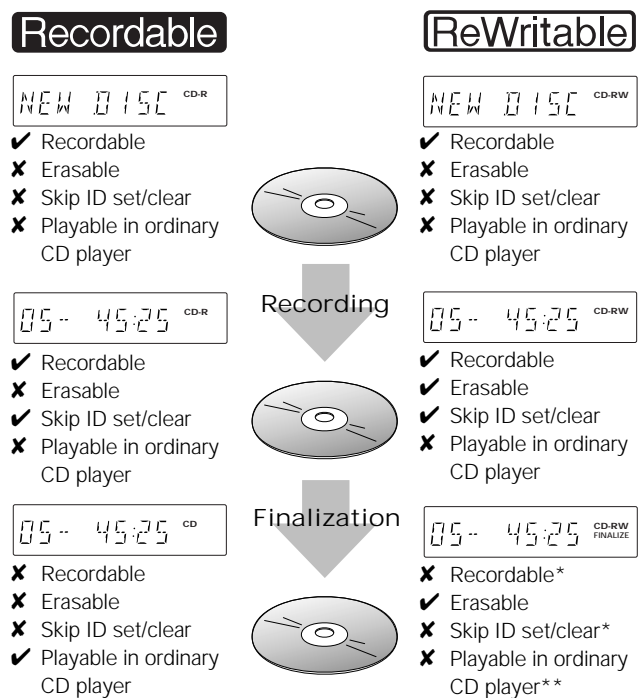 Recordable
NEW DISC CD-R
✔ Recordable
✘ Erasable
✘ Skip ID set/clear
✘ Playable in ordinary
CD player
05- 45:25 CD-R
✔ Recordable
✘ Erasable
✔ Skip ID set/clear
✘ Playable in ordinary
CD player
05- 45:25 CD
✘ Recordable
✘ Erasable
✘ Skip ID set/clear
✔ Playable in ordinary
CD player
Recording
Finalization
ReWritable
NEW DISC CD-RW
✔ Recordable
✘ Erasable
✘ Skip ID set/clear
✘ Playable in ordinary
CD player
05- 45:25 CD-RW
✔ Recordable
✔ Erasable
✔ Skip ID set/clear
✘ Playable in ordinary
CD player
05- 45:25 CD-RW
FINALIZE
✘ Recordable*
✔ Erasable
✘ Skip ID set/clear*
✘ Playable in ordinary
CD player**